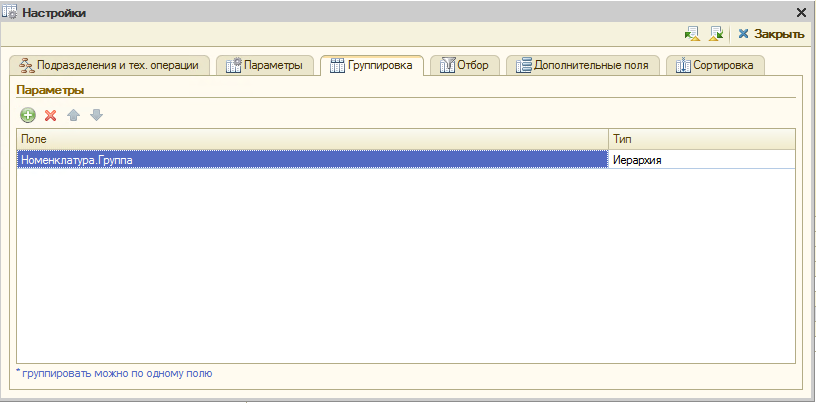 Настройки
Закрыть
Подразделения и тех. операции
Параметры
Группировка
Отбор
Дополнительные поля
Сортировка
Параметры
Поле
Тип
Номенклатура.Группа
Иерархия
* группировать можно по одному полю